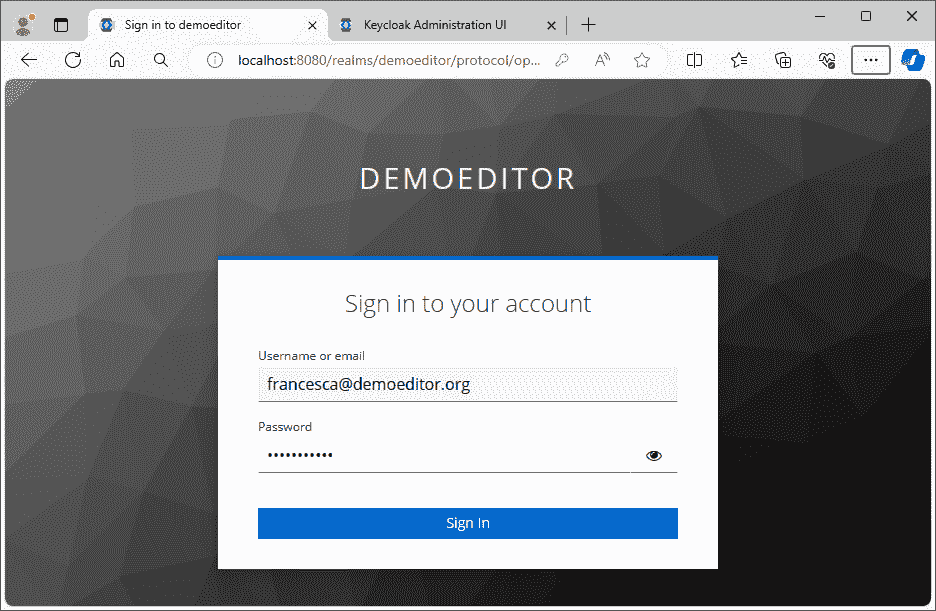 Sign in to demoeditor
Keycloak Administration UI
localhost:8080/realms/demoeditor/protocol/op...
DEMOEDITOR
Sign in to your account
Username or email
francesca@demoeditor.org
Password
•••••••••••
Sign In